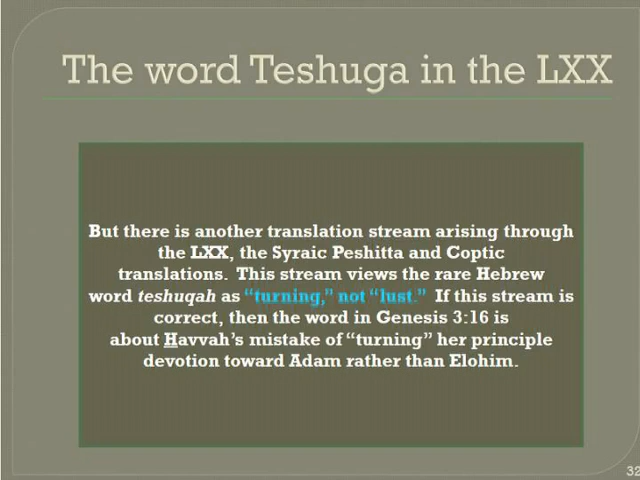 The word Teshuga in the LXX
But there is another translation stream arising through
the LXX, the Syraic Peshitta and Coptic
translations. This stream views the rare Hebrew
word teshuqah as “turning,” not “lust.” If this stream is
correct, then the word in Genesis 3:16 is
about Havvah’s mistake of “turning” her principle
devotion toward Adam rather than Elohim.
32